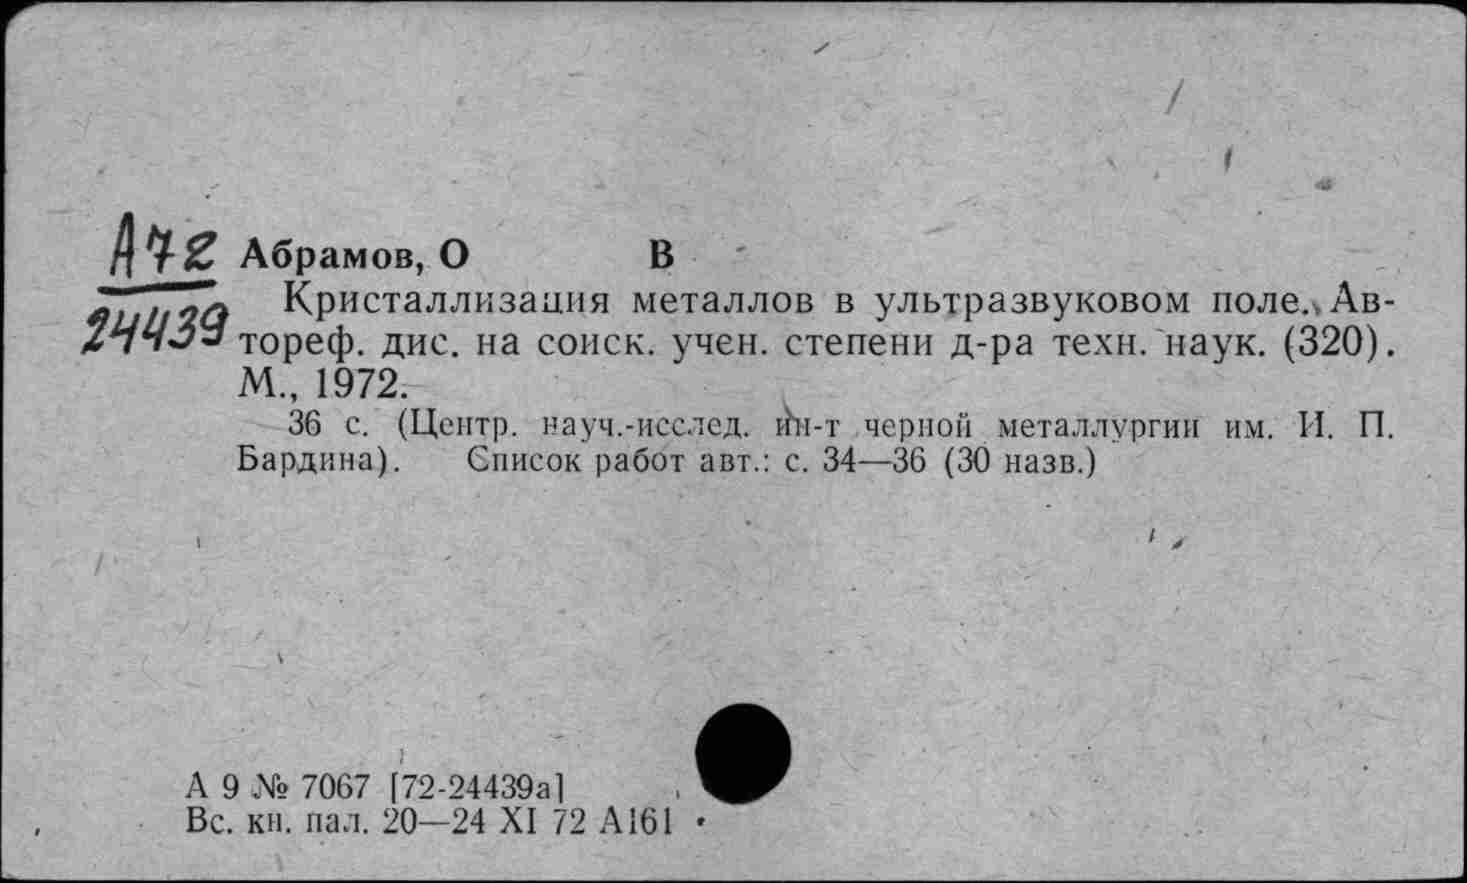 А72 Абрамов, О В
24439
Кристаллизация металлов в ультразвуковом поле. Ав-
тореф. дис. на соиск. учен. степени д-ра техн. наук. (320).
М., 1972.
36 с. (Центр. науч.-исслед. ин-т черной металлургии им. И. П.
Бардина). Список работ авт.: с. 34—36 (30 назв.)
А 9 № 7067 [72-24439а]
Вс. кн. пал. 20—24 XI 72 А161